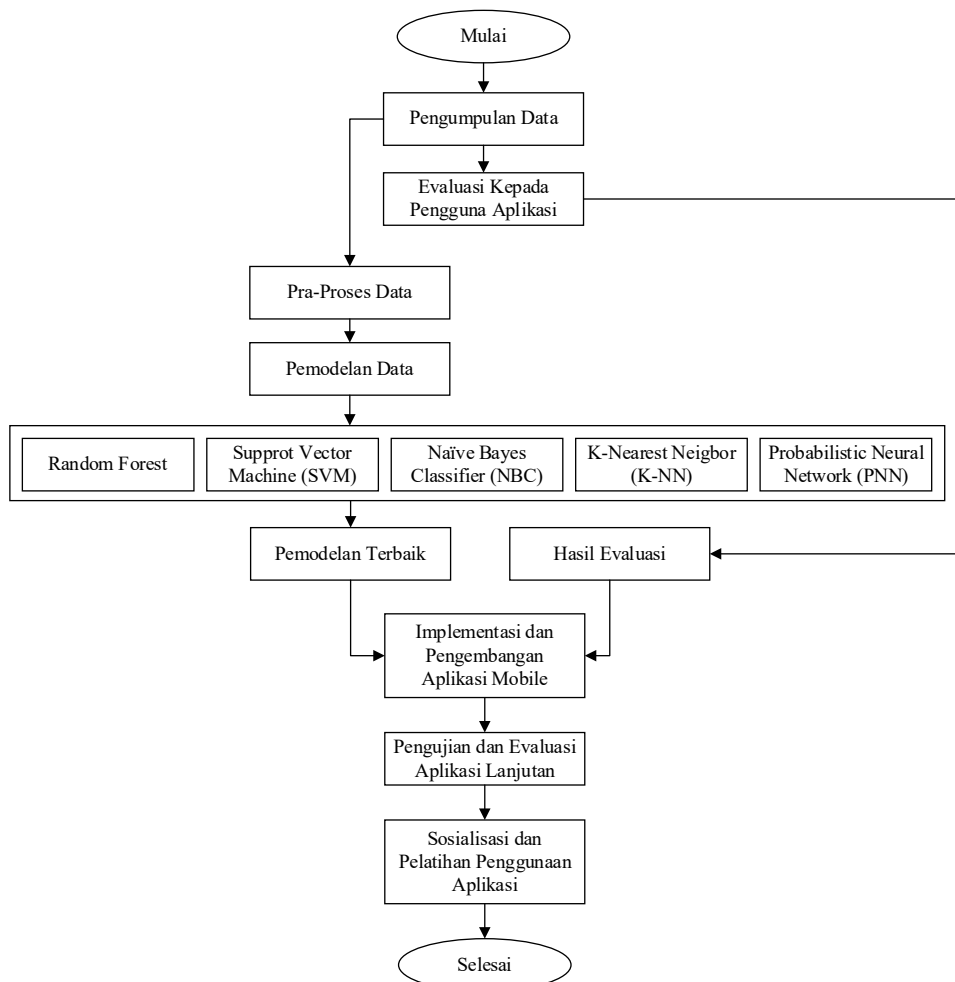 Mulai
Pengumpulan Data
Evaluasi Kepada
Pengguna Aplikasi
Pra-Proses Data
Pemodelan Data
Random Forest
Supprot Vector
Machine (SVM)
Naïve Bayes
Classifier (NBC)
K-Nearest Neigbor
(K-NN)
Probabilistic Neural
Network (PNN)
Pemodelan Terbaik
Hasil Evaluasi
Implementasi dan
Pengembangan
Aplikasi Mobile
Pengujian dan Evaluasi
Aplikasi Lanjutan
Sosialisasi dan
Pelatihan Penggunaan
Aplikasi
Selesai